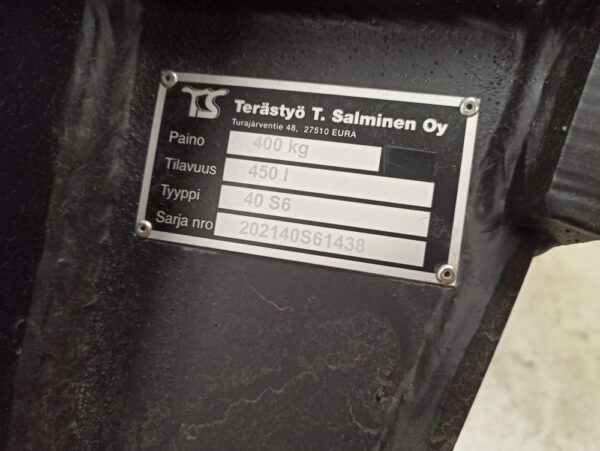 TS
Terästyö T. Salminen Oy
Turajärventie 48, 27510 EURA
Paino 400 kg
Tilavuus 450 l
Tyyppi 40 S6
Sarja nro 202140S61438